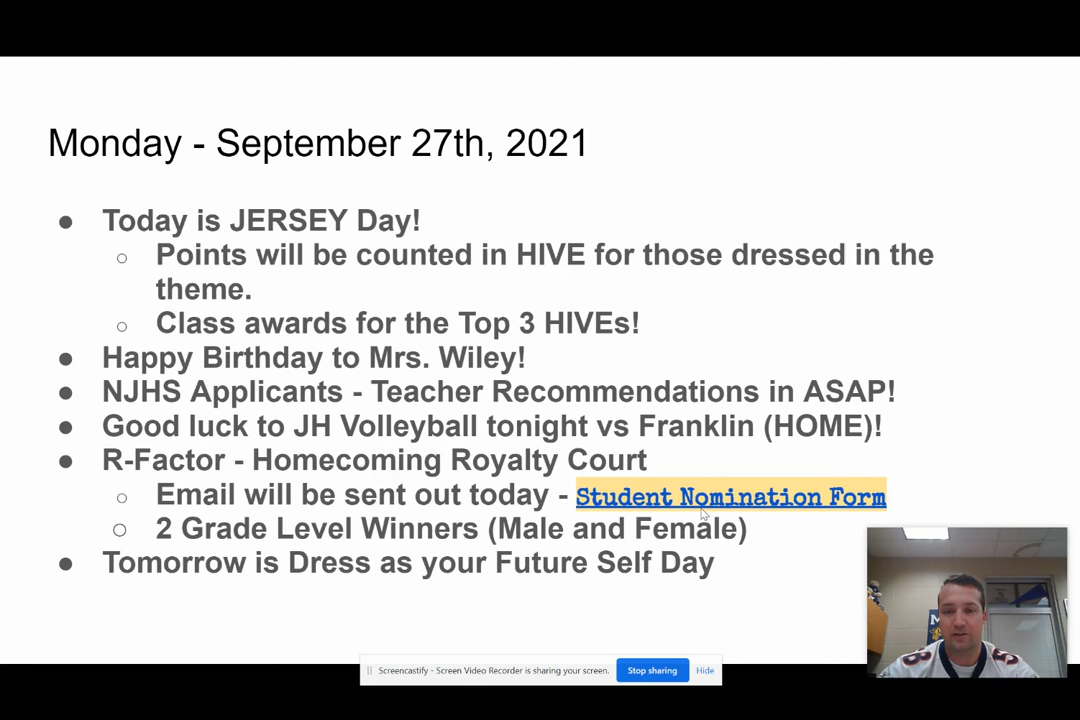 Monday - September 27th, 2021
● Today is JERSEY Day!
○ Points will be counted in HIVE for those dressed in the
theme.
○ Class awards for the Top 3 HIVEs!
● Happy Birthday to Mrs. Wiley!
● NJHS Applicants - Teacher Recommendations in ASAP!
● Good luck to JH Volleyball tonight vs Franklin (HOME)!
● R-Factor - Homecoming Royalty Court
○ Email will be sent out today - Student Nomination Form
○ 2 Grade Level Winners (Male and Female)
● Tomorrow is Dress as your Future Self Day
Screencastify - Screen Video Recorder is sharing your screen. Stop sharing Hide